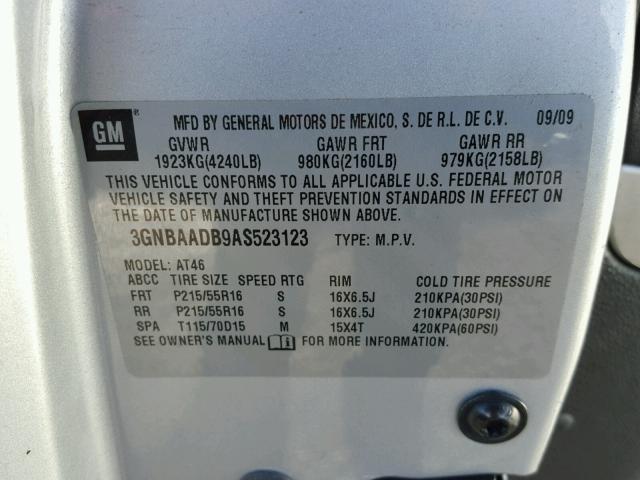 GM MFD BY GENERAL MOTORS DE MEXICO, S. DE R.L. DE C.V. 09/09
GVWR GAWR FRT GAWR RR
1923KG(4240LB) 980KG(2160LB) 979KG(2158LB)
THIS VEHICLE CONFORMS TO ALL APPLICABLE U.S. FEDERAL MOTOR
VEHICLE SAFETY AND THEFT PREVENTION STANDARDS IN EFFECT ON
THE DATE OF MANUFACTURE SHOWN ABOVE.
3GNBAADB9AS523123 TYPE: M.P.V.
MODEL: AT46
ABCC TIRE SIZE SPEED RTG RIM COLD TIRE PRESSURE
FRT P215/55R16 S 16X6.5J 210KPA(30PSI)
RR P215/55R16 S 16X6.5J 210KPA(30PSI)
SPA T115/70D15 M 15X4T 420KPA(60PSI)
SEE OWNER'S MANUAL FOR MORE INFORMATION.